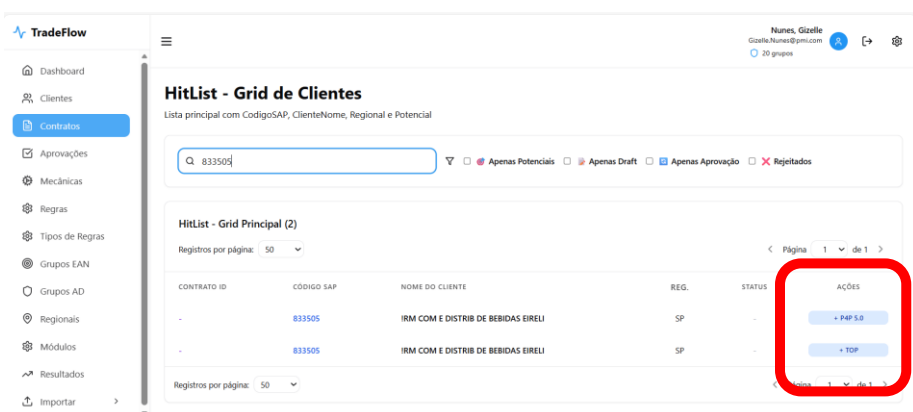 TradeFlow
Nunes, Gizelle
Gizelle.Nunes@pmi.com
20 grupos
Dashboard
Clientes
Contratos
Aprovações
Mecânicas
Regras
Tipos de Regras
Grupos EAN
Grupos AD
Regionais
Módulos
Resultados
Importar
HitList - Grid de Clientes
Lista principal com CodigoSAP, ClienteNome, Regional e Potencial
833505
Apenas Potenciais
Apenas Draft
Apenas Aprovação
Rejeitados
HitList - Grid Principal (2)
Registros por página: 50
Página 1 de 1
CONTRATO ID CÓDIGO SAP NOME DO CLIENTE REG. STATUS AÇÕES
- 833505 IRM COM E DISTRIB DE BEBIDAS EIRELI SP - + P4P 5.0
- 833505 IRM COM E DISTRIB DE BEBIDAS EIRELI SP - + TOP
Registros por página: 50
Página 1 de 1